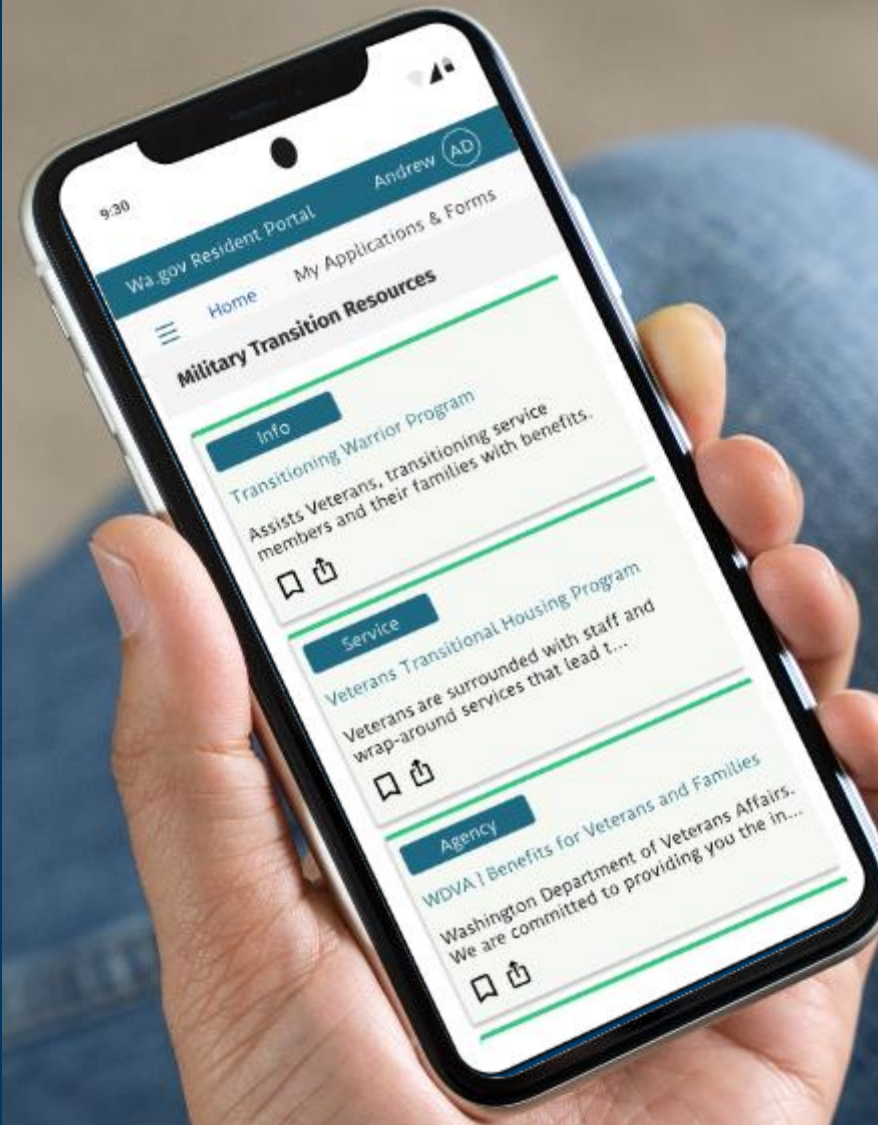 9:30
Wa.gov Resident Portal
Andrew AD
Home
My Applications & Forms
Military Transition Resources
Info
Transitioning Warrior Program
Assists Veterans, transitioning service
members and their families with benefits.
Service
Veterans Transitional Housing Program
Veterans are surrounded with staff and
wrap-around services that lead t...
Agency
WDVA | Benefits for Veterans and Families
Washington Department of Veterans Affairs.
We are committed to providing you the in...